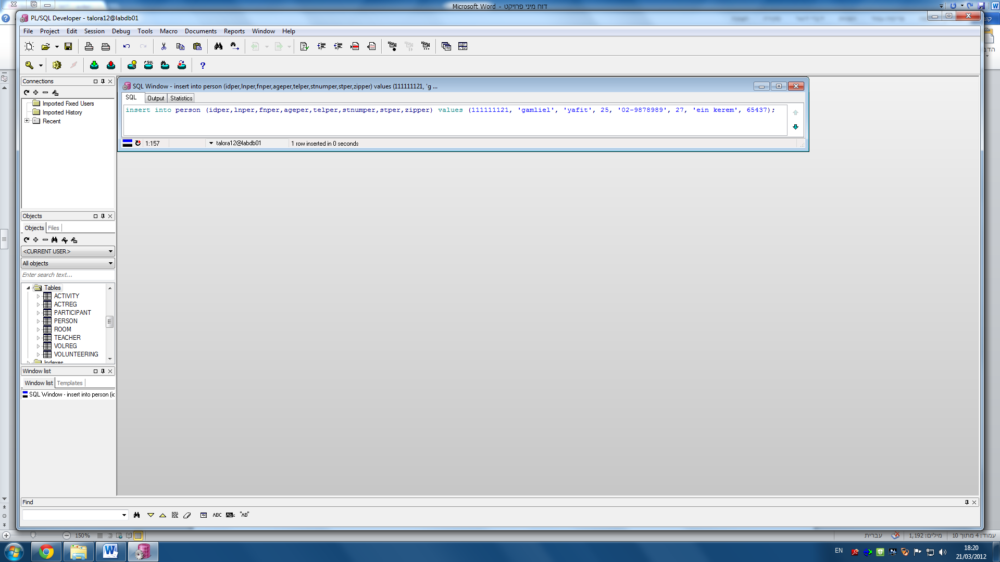 דוח מיני פרויקט - Microsoft Word
PL/SQL Developer - talora12@labdb01
File Project Edit Session Debug Tools Macro Documents Reports Window Help
Connections
Imported Fixed Users
Imported History
Recent
SQL Window - insert into person (idper,lnper,fnper,ageper,telper,stnumper,stper,zipper) values (111111121, 'g ...
SQL Output Statistics
insert into person (idper,lnper,fnper,ageper,telper,stnumper,stper,zipper) values (111111121, 'gamliel', 'yafit', 25, '02-9878989', 27, 'ein kerem', 65437);
1:157 talora12@labdb01 1 row inserted in 0 seconds
Objects
Objects Files
<CURRENT USER>
All objects
Enter search text...
Tables
ACTIVITY
ACTREG
PARTICIPANT
PERSON
ROOM
TEACHER
VOLREG
VOLUNTEERING
Indexes
Window list
Window list Templates
SQL Window - insert into person (ic
Find
ABC "AB"
150%
עמוד: 4 מתוך 10 מילים: 1,192 עברית
EN
18:20
21/03/2012